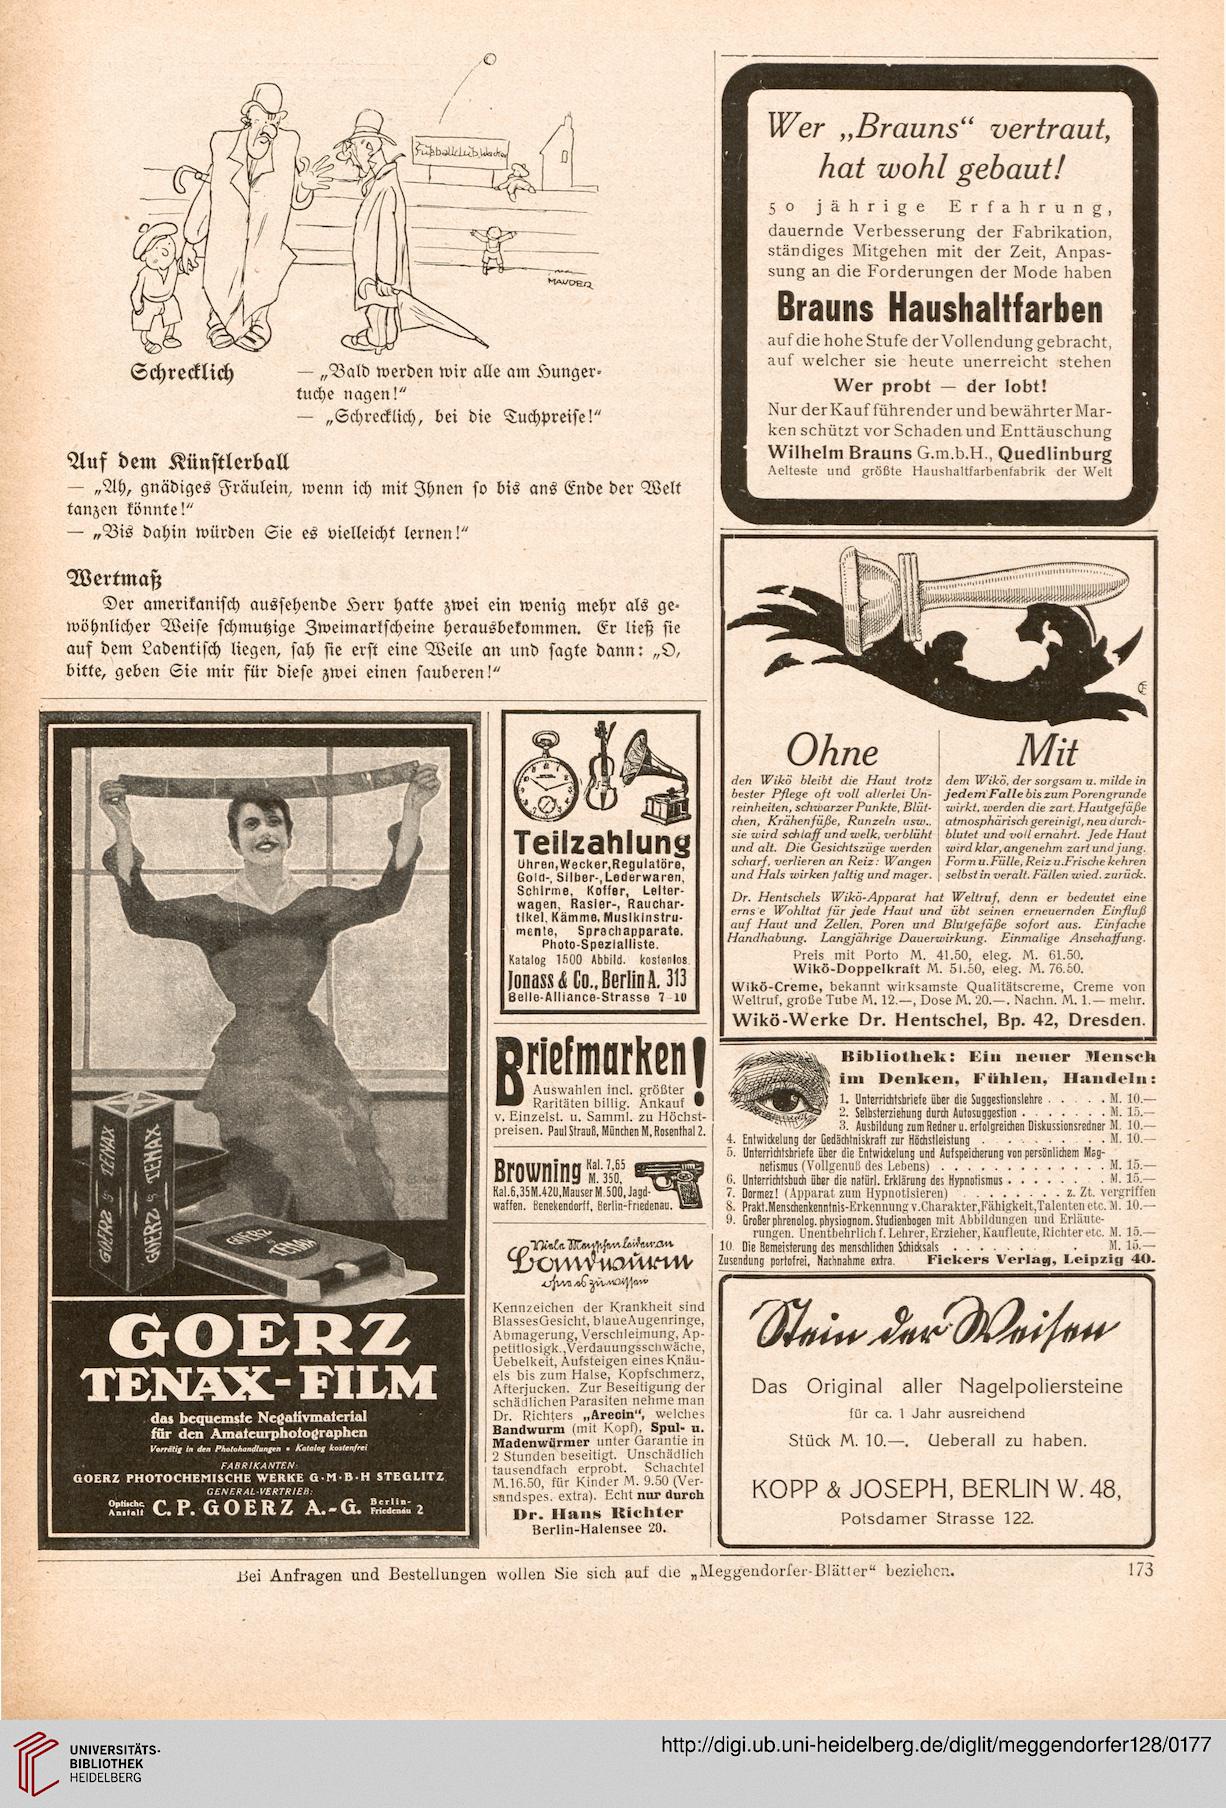 Fußballklub Wacker
MAUDER
Schrecklich
— „Bald werden wir alle am Hunger-
tuche nagen!“
— „Schrecklich, bei die Tuchpreise!“
Auf dem Künstlerball
— „Ah, gnädiges Fräulein, wenn ich mit Ihnen so bis ans Ende der Welt
tanzen könnte!“
— „Bis dahin würden Sie es vielleicht lernen!“
Wertmaß
Der amerikanisch aussehende Herr hatte zwei ein wenig mehr als ge-
wöhnlicher Weise schmutzige Zweimarkscheine herausbekommen. Er ließ sie
auf dem Ladentisch liegen, sah sie erst eine Weile an und sagte dann: „O,
bitte, geben Sie mir für diese zwei einen sauberen!“
GOERZ TENAX
GOERZ TENAX
GOERZ TENAX
GOERZ
TENAX-FILM
das bequemste Negativmaterial
für den Amateurphotographen
Vorrätig in den Photohandlungen • Katalog kostenfrei
FABRIKANTEN:
GOERZ PHOTOCHEMISCHE WERKE G·M·B·H STEGLITZ
GENERAL-VERTRIEB:
Optische Anstalt C. P. GOERZ A.-G. Berlin-Friedenau 2
Teilzahlung
Uhren, Wecker, Regulatöre,
Gold-, Silber-, Lederwaren,
Schirme, Koffer, Leiter-
wagen, Rasier-, Rauchar-
tikel, Kämme, Musikinstru-
mente, Sprechapparate.
Photo-Spezialliste.
Katalog 1500 Abbild. kostenlos
Jonass & Co., Berlin A. 313
Belle-Alliance-Strasse 7-10
Briefmarken!
Auswahlen incl. größter
Raritäten billig. Ankauf
v. Einzelst. u. Samml. zu Höchst-
preisen. Paul Strauß, München M, Rosenthal 2.
Browning Kal. 7,65
M. 350,
Kal. 6,35 M. 420, Mauser M. 500, Jagd-
waffen. Benekendorff, Berlin-Friedenau.
Viele Menschen leiden an
Bandwurm
ohne es zu wissen
Kennzeichen der Krankheit sind
Blasses Gesicht, blaue Augenringe,
Abmagerung, Verschleimung, Ap-
petitlosigk., Verdauungsschwäche,
Uebelkeit, Aufsteigen eines Knäu-
els bis zum Halse, Kopfschmerz,
Afterjucken. Zur Beseitigung der
schädlichen Parasiten nehme man
Dr. Richters „Arecin“, welches
Bandwurm (mit Kopf), Spul- u.
Madenwürmer unter Garantie in
2 Stunden beseitigt. Unschädlich
tausendfach erprobt. Schachtel
M. 16.50, für Kinder M. 9.50 (Ver-
sandspes. extra). Echt nur durch
Dr. Hans Richter
Berlin-Halensee 20.
Wer „Brauns“ vertraut,
hat wohl gebaut!
50 jährige Erfahrung,
dauernde Verbesserung der Fabrikation,
ständiges Mitgehen mit der Zeit, Anpas-
sung an die Forderungen der Mode haben
Brauns Haushaltfarben
auf die hohe Stufe der Vollendung gebracht,
auf welcher sie heute unerreicht stehen
Wer probt — der lobt!
Nur der Kauf führender und bewährter Mar-
ken schützt vor Schaden und Enttäuschung
Wilhelm Brauns G.m.b.H., Quedlinburg
Aelteste und größte Haushaltfarbenfabrik der Welt
Ohne
den Wikö bleibt die Haut trotz
bester Pflege oft voll allerlei Un-
reinheiten, schwarzer Punkte, Blüt-
chen, Krähenfüße, Runzeln usw.,
sie wird schlaff und welk, verblüht
und alt. Die Gesichtszüge werden
scharf, verlieren an Reiz: Wangen
und Hals wirken faltig und mager.
Mit
dem Wikö, der sorgsam u. milde in
jedem Falle bis zum Porengrunde
wirkt, werden die zart. Hautgefäße
atmosphärisch gereinigt, neu durch-
blutet und voll ernährt. Jede Haut
wird klar, angenehm zart und jung.
Form u. Fülle, Reiz u. Frische kehren
selbst in veralt. Fällen wied. zurück.
Dr. Hentschels Wikö-Apparat hat Weltruf, denn er bedeutet eine
ernste Wohltat für jede Haut und übt seinen erneuernden Einfluß
auf Haut und Zellen, Poren und Blutgefäße sofort aus. Einfache
Handhabung. Langjährige Dauerwirkung. Einmalige Anschaffung.
Preis mit Porto M. 41.50, eleg. M. 61.50.
Wikö-Doppelkraft M. 51.50, eleg. M. 76.50.
Wikö-Creme, bekannt wirksamste Qualitätscreme, Creme von
Weltruf, große Tube M. 12.—, Dose M. 20.—. Nachn. M. 1.— mehr.
Wikö-Werke Dr. Hentschel, Bp. 42, Dresden.
Bibliothek: Ein neuer Mensch
im Denken, Fühlen, Handeln:
1. Unterrichtsbriefe über die Suggestionslehre . . . . . M. 10.—
2. Selbsterziehung durch Autosuggestion . . . . . . . M. 15.—
3. Ausbildung zum Redner u. erfolgreichen Diskussionsredner M. 10.—
4. Entwickelung der Gedächtniskraft zur Höchstleistung . . . . . . . . . M. 10.—
5. Unterrichtsbriefe über die Entwickelung und Aufspeicherung von persönlichem Mag-
netismus (Vollgenuß des Lebens) . . . . . . . . . . . . . M. 15.—
6. Unterrichtsbuch über die natürl. Erklärung des Hypnotismus . . . . . . . M. 15.—
7. Dormez! (Apparat zum Hypnotisieren) . . . . . . . . z. Zt. vergriffen
8. Prakt. Menschenkenntnis-Erkennung v. Charakter, Fähigkeit, Talenten etc. M. 10.—
9. Großer phrenolog. physiognom. Studienbogen mit Abbildungen und Erläute-
rungen. Unentbehrlich f. Lehrer, Erzieher, Kaufleute, Richter etc. M. 15.—
10. Die Bemeisterung des menschlichen Schicksals . . . . . . . . M. 15.—
Zusendung portofrei, Nachnahme extra. Fickers Verlag, Leipzig 40.
Stein der Weisen
Das Original aller Nagelpoliersteine
für ca. 1 Jahr ausreichend
Stück M. 10.—. Ueberall zu haben.
KOPP & JOSEPH, BERLIN W. 48,
Potsdamer Strasse 122.
Bei Anfragen und Bestellungen wollen Sie sich auf die „Meggendorfer-Blätter“ beziehen.
173
UNIVERSITÄTS-
BIBLIOTHEK
HEIDELBERG
http://digi.ub.uni-heidelberg.de/diglit/meggendorfer128/0177